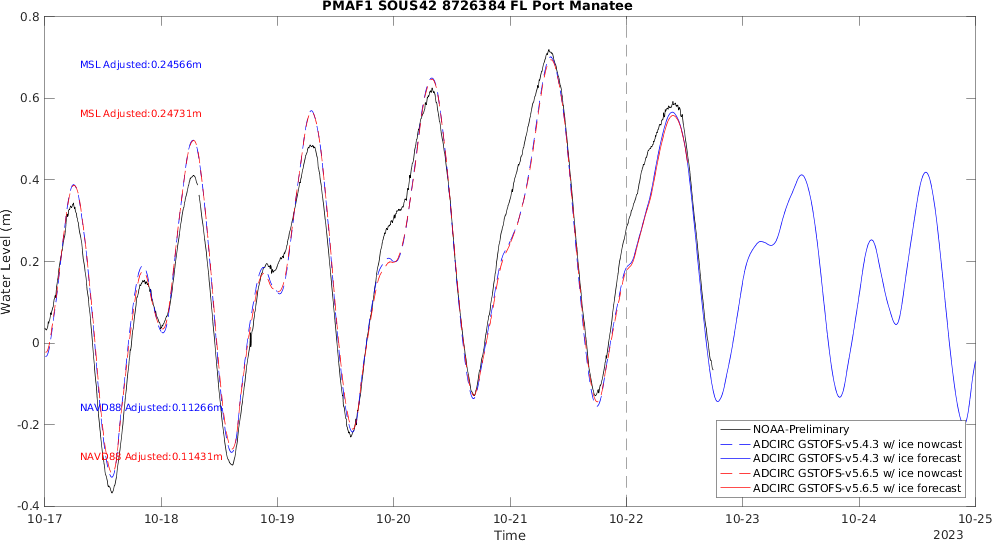 PMAF1 SOUS42 8726384 FL Port Manatee
Water Level (m)
0.8
0.6
0.4
0.2
0
-0.2
-0.4
MSL Adjusted:0.24566m
MSL Adjusted:0.24731m
NAVD88 Adjusted:0.11266m
NAVD88 Adjusted:0.11431m
NOAA-Preliminary
ADCIRC GSTOFS-v5.4.3 w/ ice nowcast
ADCIRC GSTOFS-v5.4.3 w/ ice forecast
ADCIRC GSTOFS-v5.6.5 w/ ice nowcast
ADCIRC GSTOFS-v5.6.5 w/ ice forecast
10-17 10-18 10-19 10-20 10-21 10-22 10-23 10-24 10-25
Time
2023